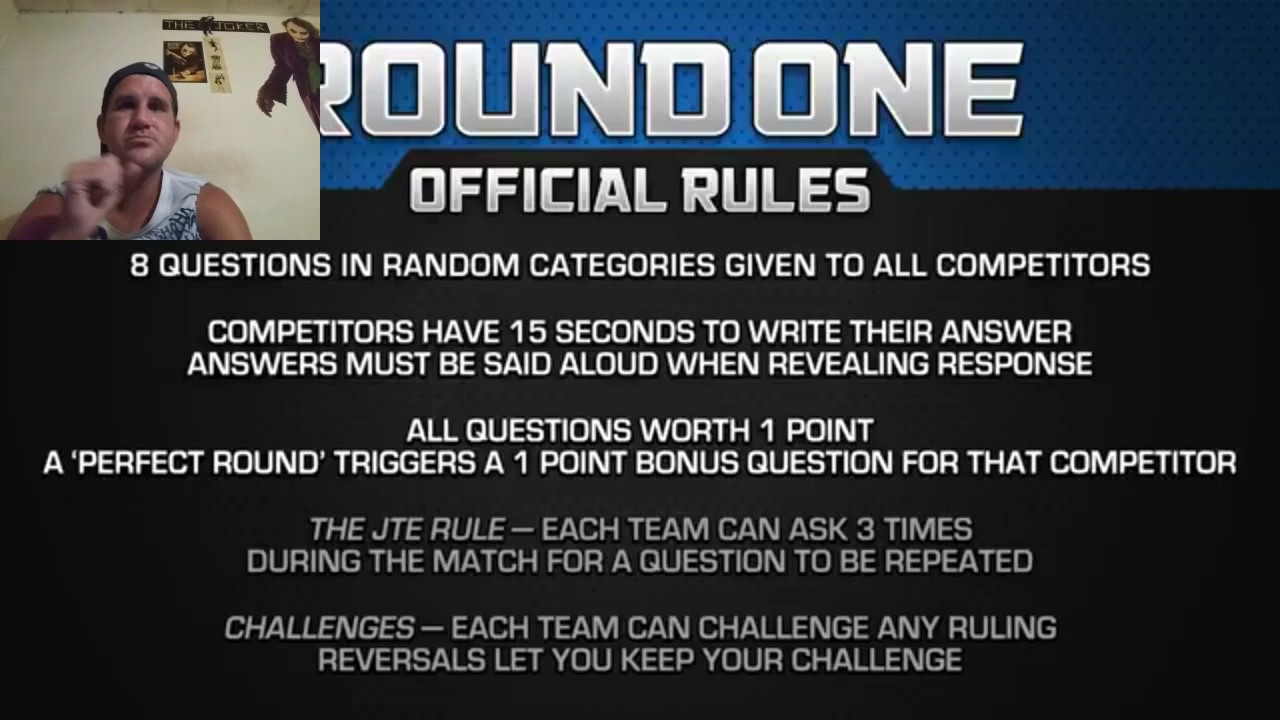 THE JOKER
ROUND ONE
OFFICIAL RULES
8 QUESTIONS IN RANDOM CATEGORIES GIVEN TO ALL COMPETITORS
COMPETITORS HAVE 15 SECONDS TO WRITE THEIR ANSWER
ANSWERS MUST BE SAID ALOUD WHEN REVEALING RESPONSE
ALL QUESTIONS WORTH 1 POINT
A ‘PERFECT ROUND’ TRIGGERS A 1 POINT BONUS QUESTION FOR THAT COMPETITOR
THE JTE RULE – EACH TEAM CAN ASK 3 TIMES
DURING THE MATCH FOR A QUESTION TO BE REPEATED
CHALLENGES – EACH TEAM CAN CHALLENGE ANY RULING
REVERSALS LET YOU KEEP YOUR CHALLENGE